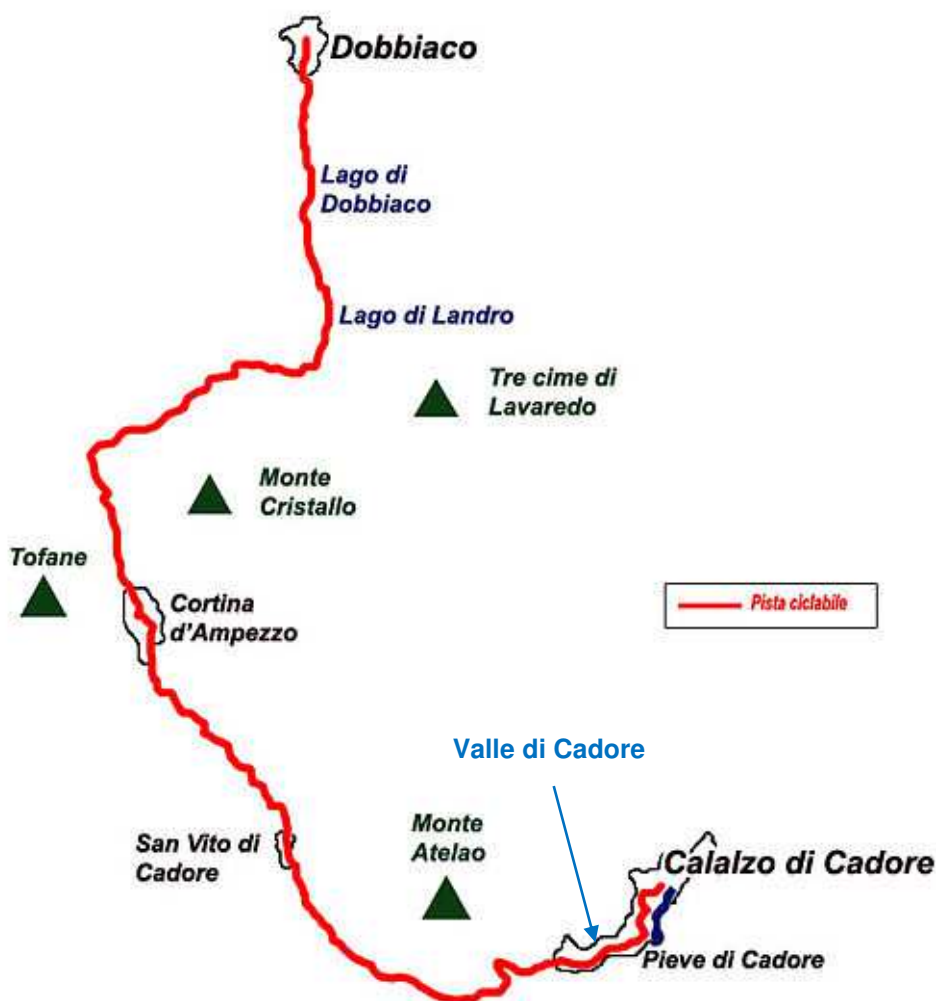 Dobbiaco
Lago di
Dobbiaco
Lago di Landro
Tre cime di
Lavaredo
Monte
Cristallo
Tofane
Cortina
d'Ampezzo
Pista ciclabile
Valle di Cadore
San Vito di
Cadore
Monte
Atelao
Calalzo di Cadore
Pieve di Cadore